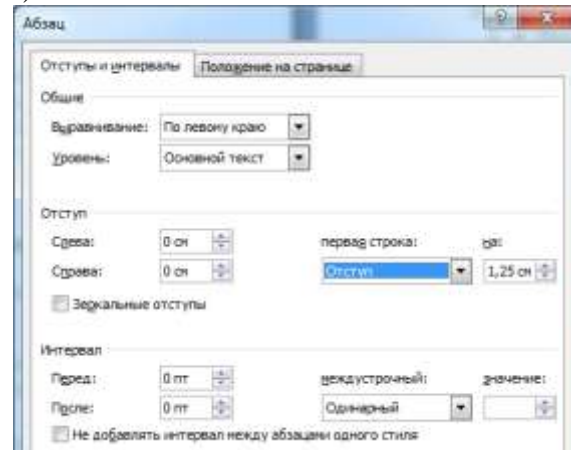 Абзац
Отступы и интервалы Положение на странице
Общие
Выравнивание: По левому краю
Уровень: Основной текст
Отступ
Слева: 0 см первая строка: на:
Справа: 0 см Отступ 1,25 см
Зеркальные отступы
Интервал
Перед: 0 пт междустрочный: значение:
После: 0 пт Одинарный
Не добавлять интервал между абзацами одного стиля